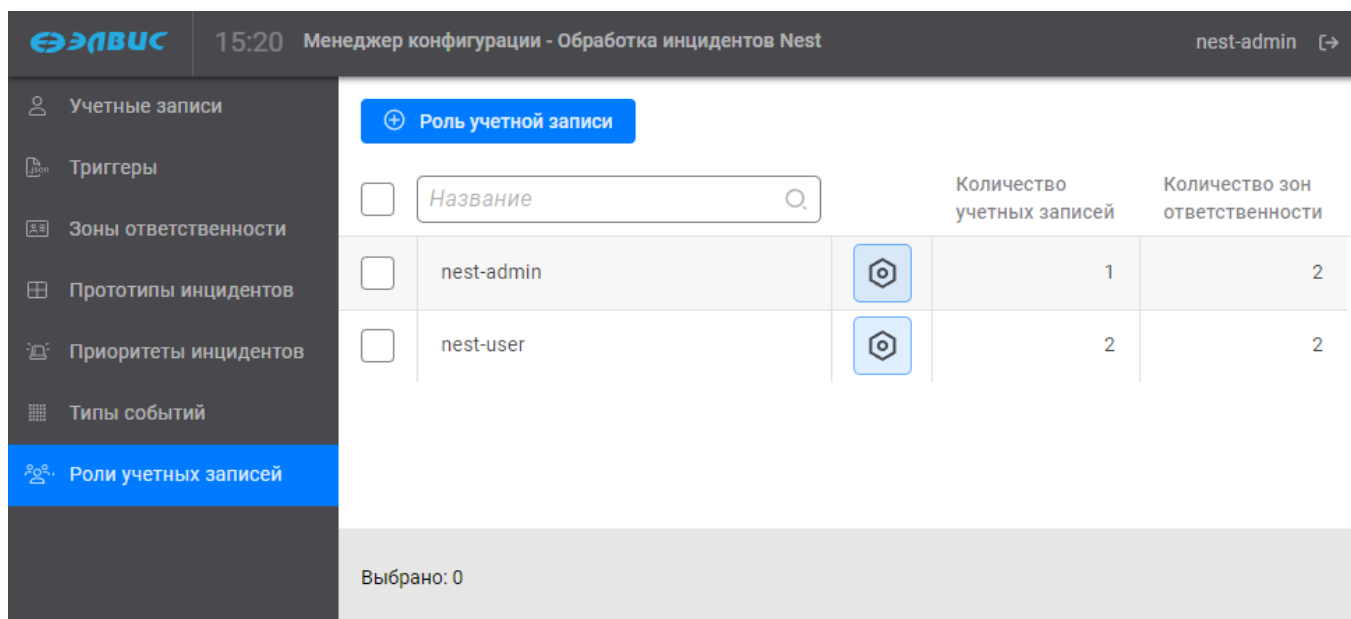 ЭЛВИС 15:20 Менеджер конфигурации - Обработка инцидентов Nest nest-admin
Учетные записи
Триггеры
Зоны ответственности
Прототипы инцидентов
Приоритеты инцидентов
Типы событий
Роли учетных записей
Роль учетной записи
Название
Количество
учетных записей
Количество зон
ответственности
nest-admin 1 2
nest-user 2 2
Выбрано: 0